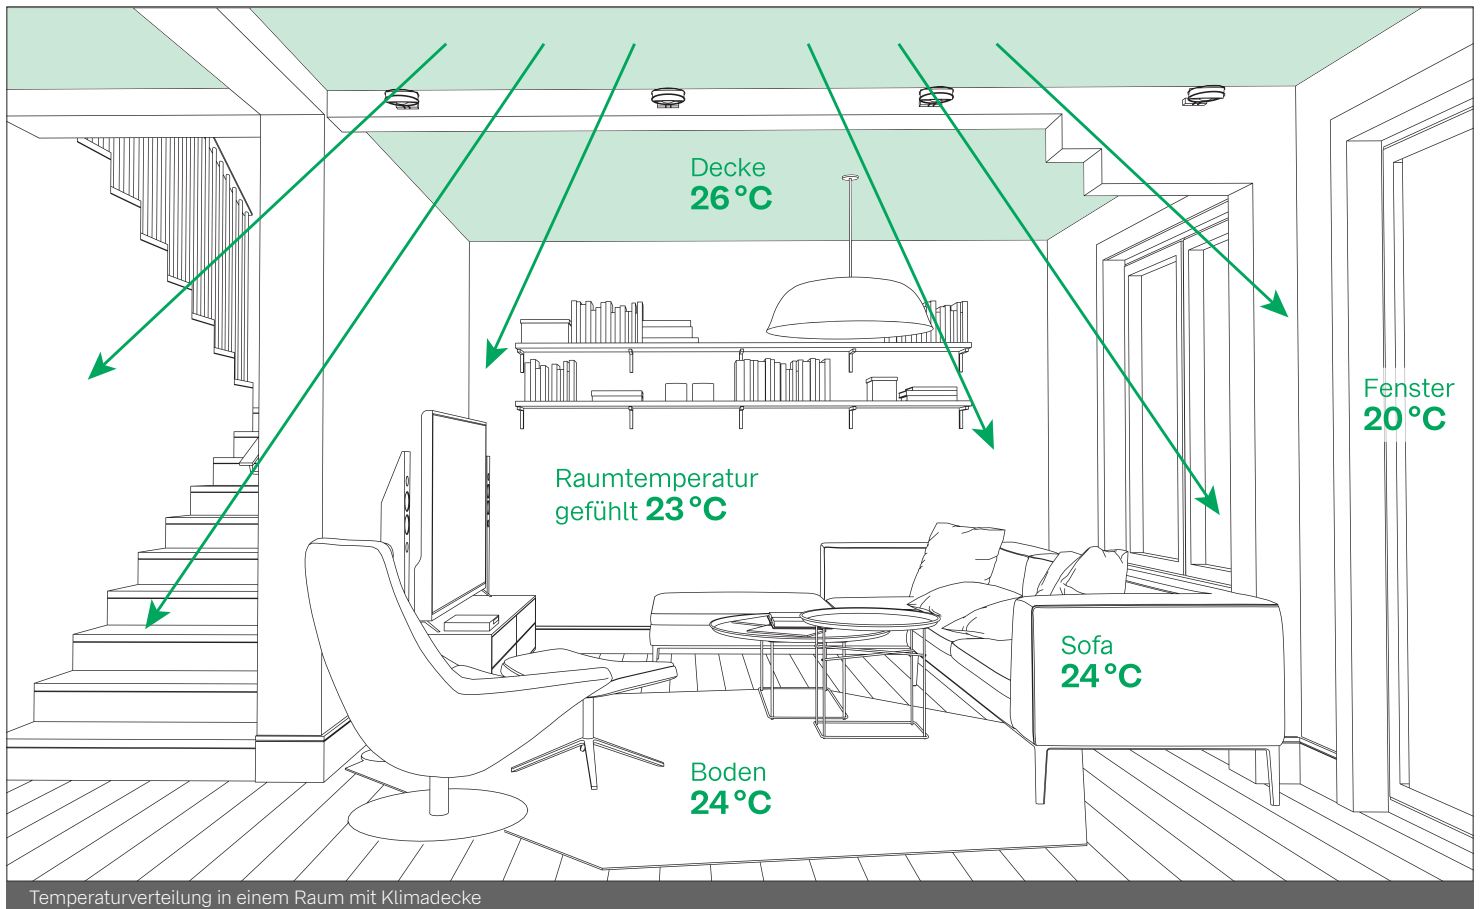 Decke
26 °C
Fenster
20 °C
Raumtemperatur
gefühlt 23 °C
Sofa
24 °C
Boden
24 °C
Temperaturverteilung in einem Raum mit Klimadecke